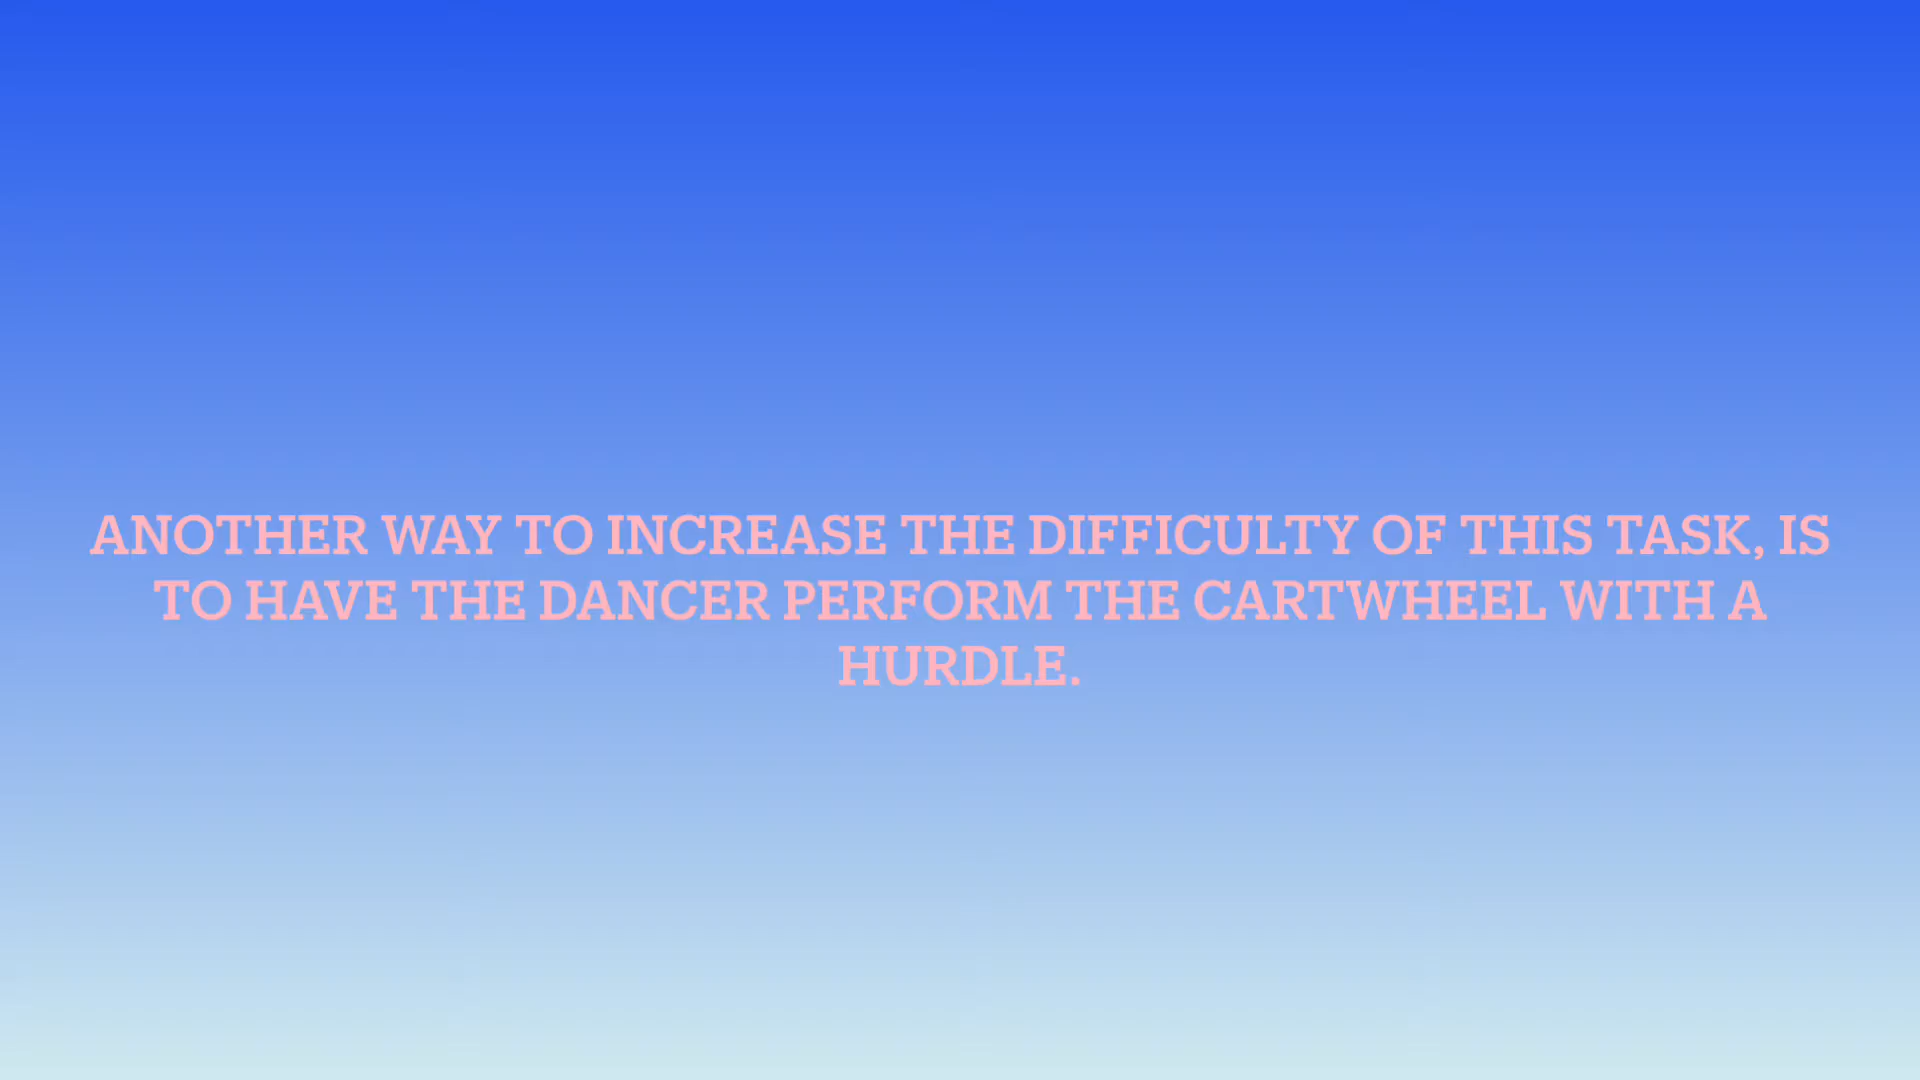 ANOTHER WAY TO INCREASE THE DIFFICULTY OF THIS TASK, IS
TO HAVE THE DANCER PERFORM THE CARTWHEEL WITH A
HURDLE.